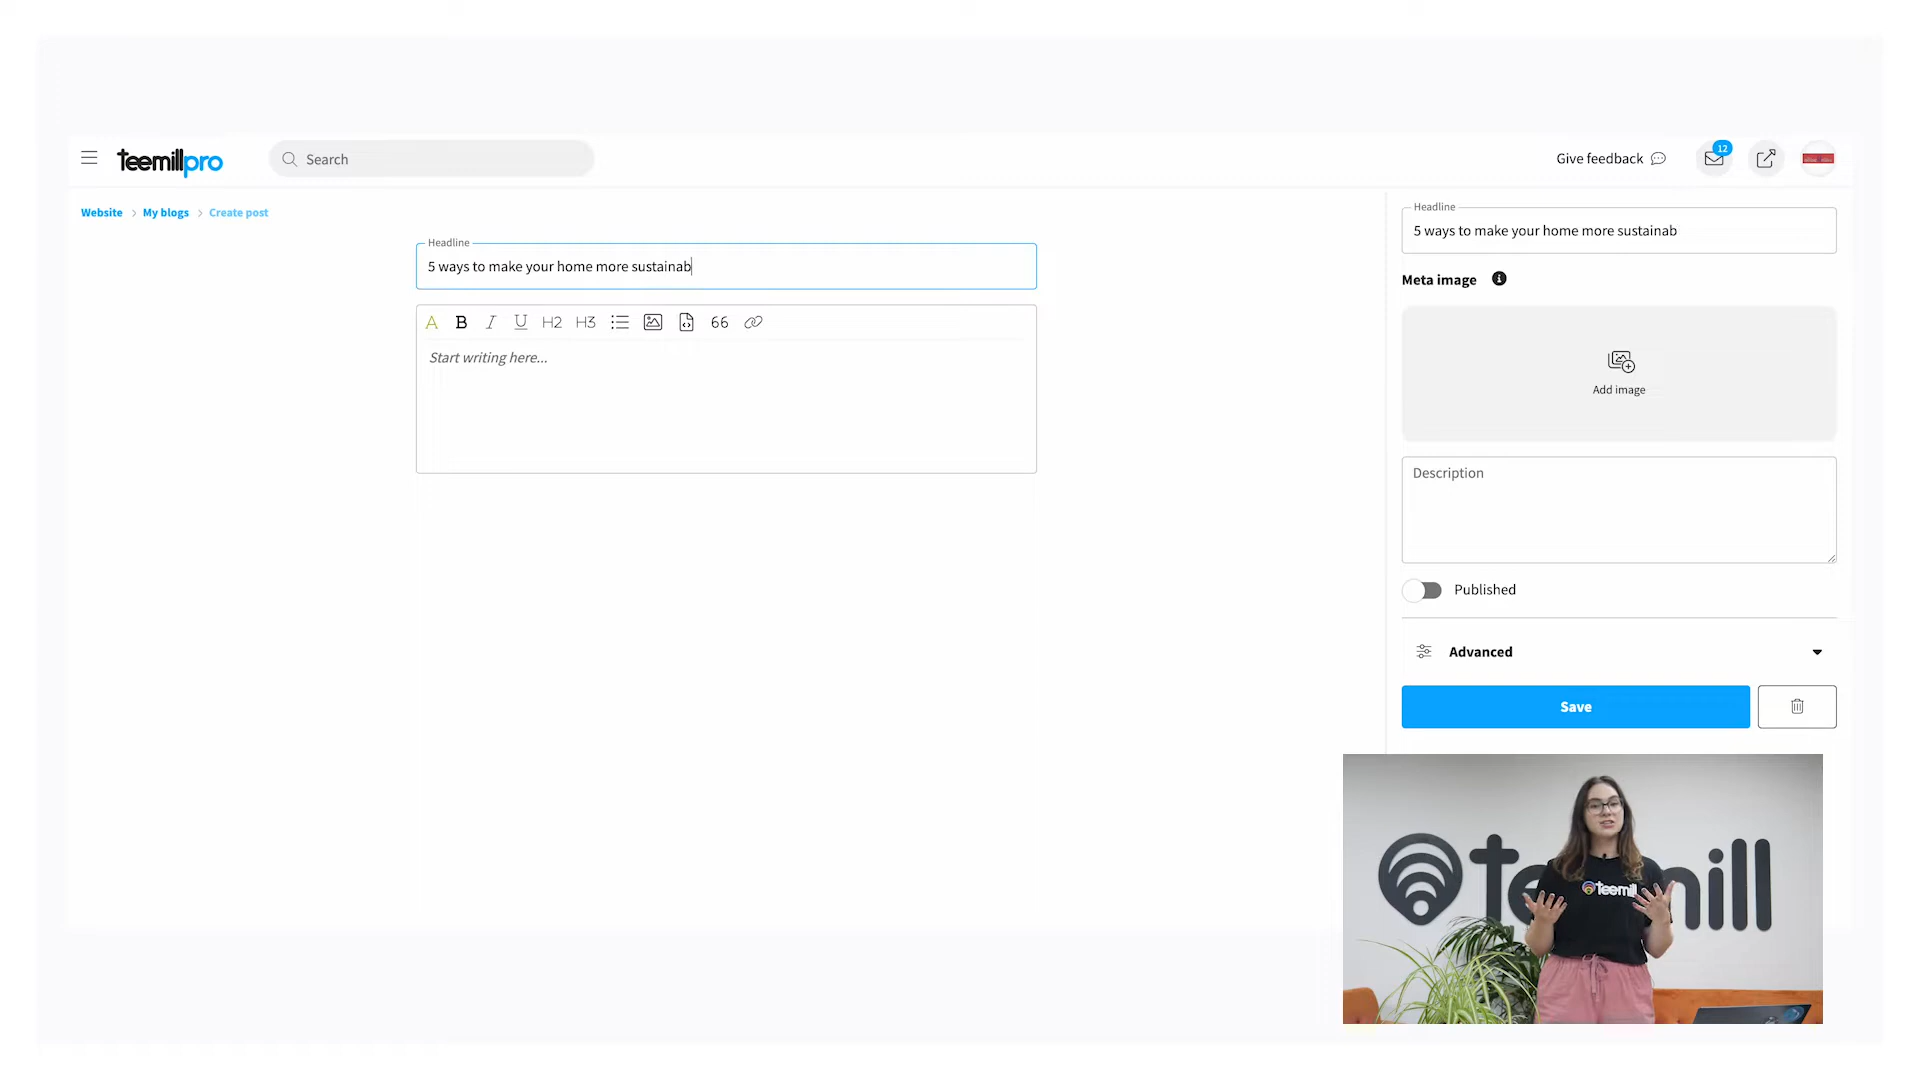 teemillpro
Search
Give feedback
12
Website > My blogs > Create post
Headline
5 ways to make your home more sustainab
A B I U H2 H3 66
Start writing here...
Headline
5 ways to make your home more sustainab
Meta image
Add image
Description
Published
Advanced
Save
teemill
teemill